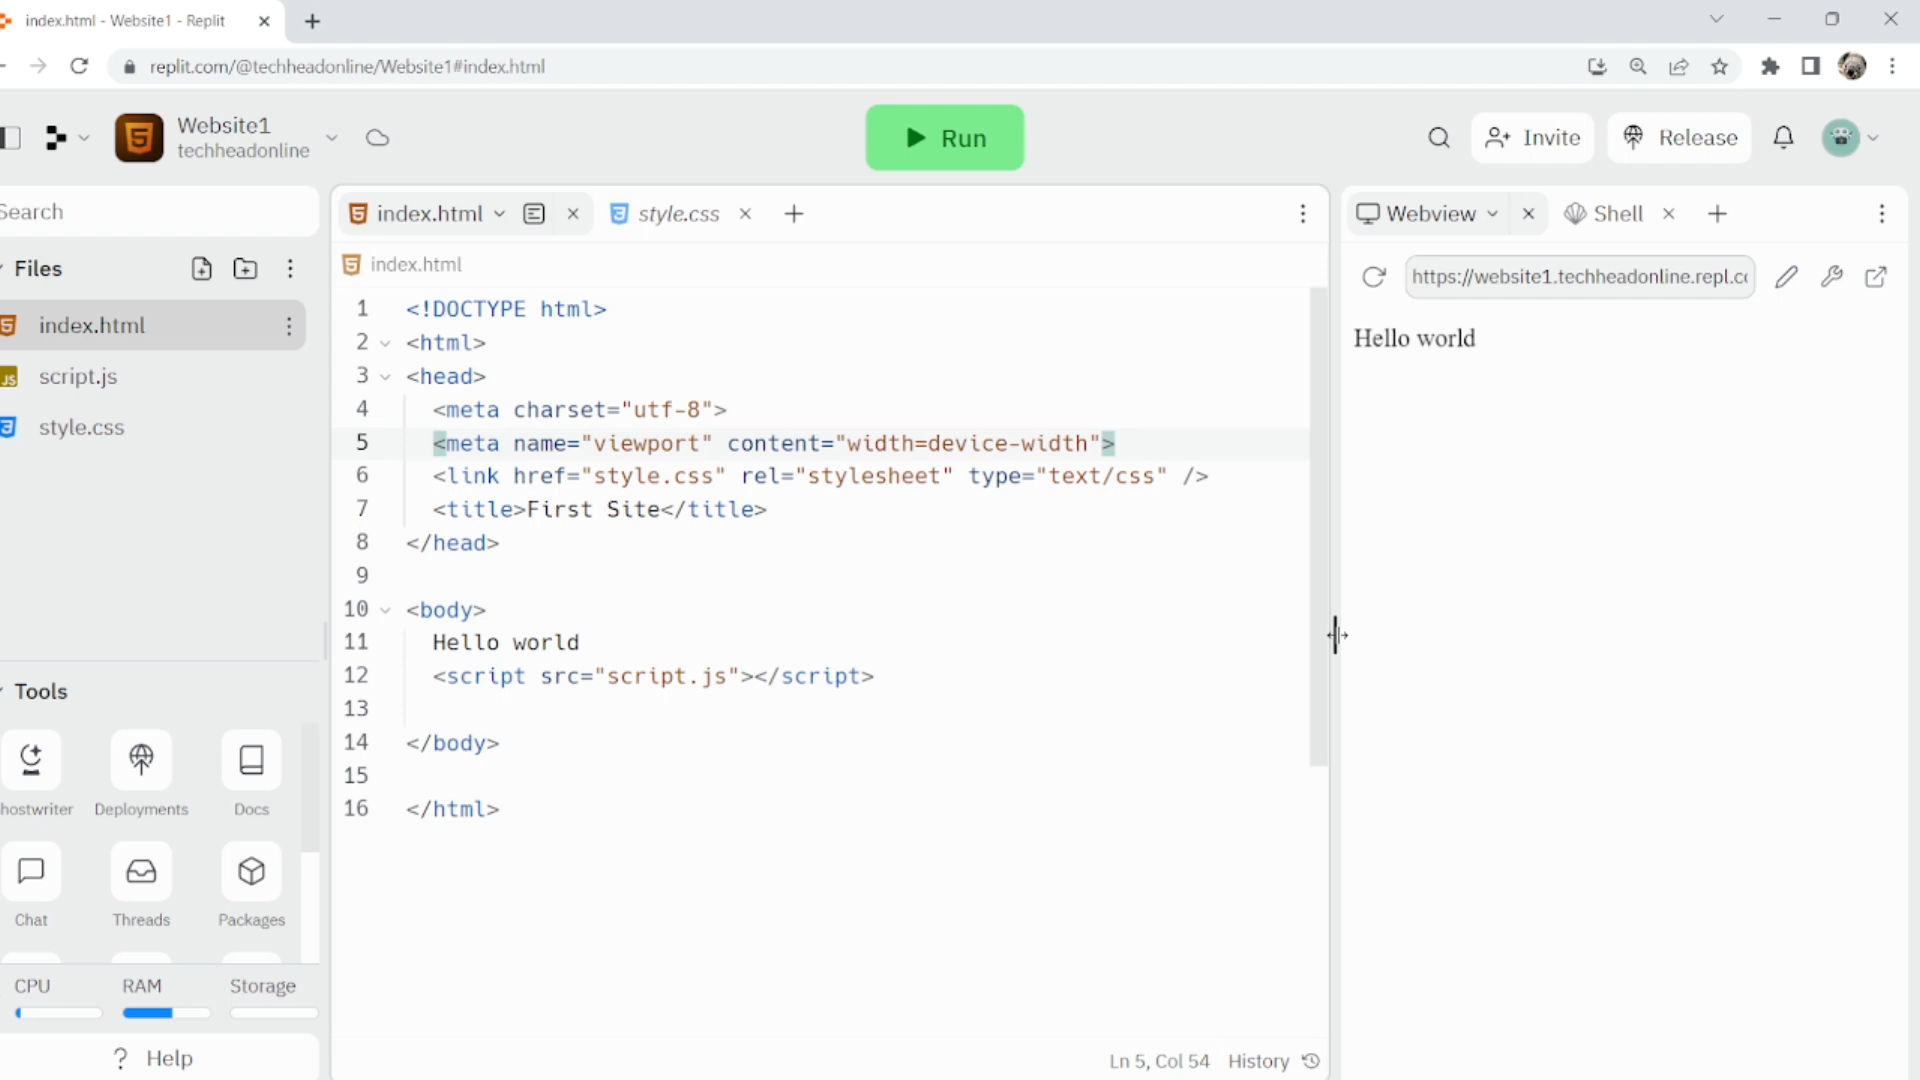 index.html - Website1 - Replit
replit.com/@techheadonline/Website1#index.html
Website1
techheadonline
Run
Invite
Release
Search
Files
index.html
JS script.js
style.css
Tools
hostwriter
Deployments
Docs
Chat
Threads
Packages
CPU
RAM
Storage
? Help
index.html
style.css
index.html
1 <!DOCTYPE html>
2 <html>
3 <head>
4 <meta charset="utf-8">
5 <meta name="viewport" content="width=device-width">
6 <link href="style.css" rel="stylesheet" type="text/css" />
7 <title>First Site</title>
8 </head>
9
10 <body>
11 Hello world
12 <script src="script.js"></script>
13
14 </body>
15
16 </html>
Ln 5, Col 54 History
Webview
Shell
https://website1.techheadonline.repl.co
Hello world